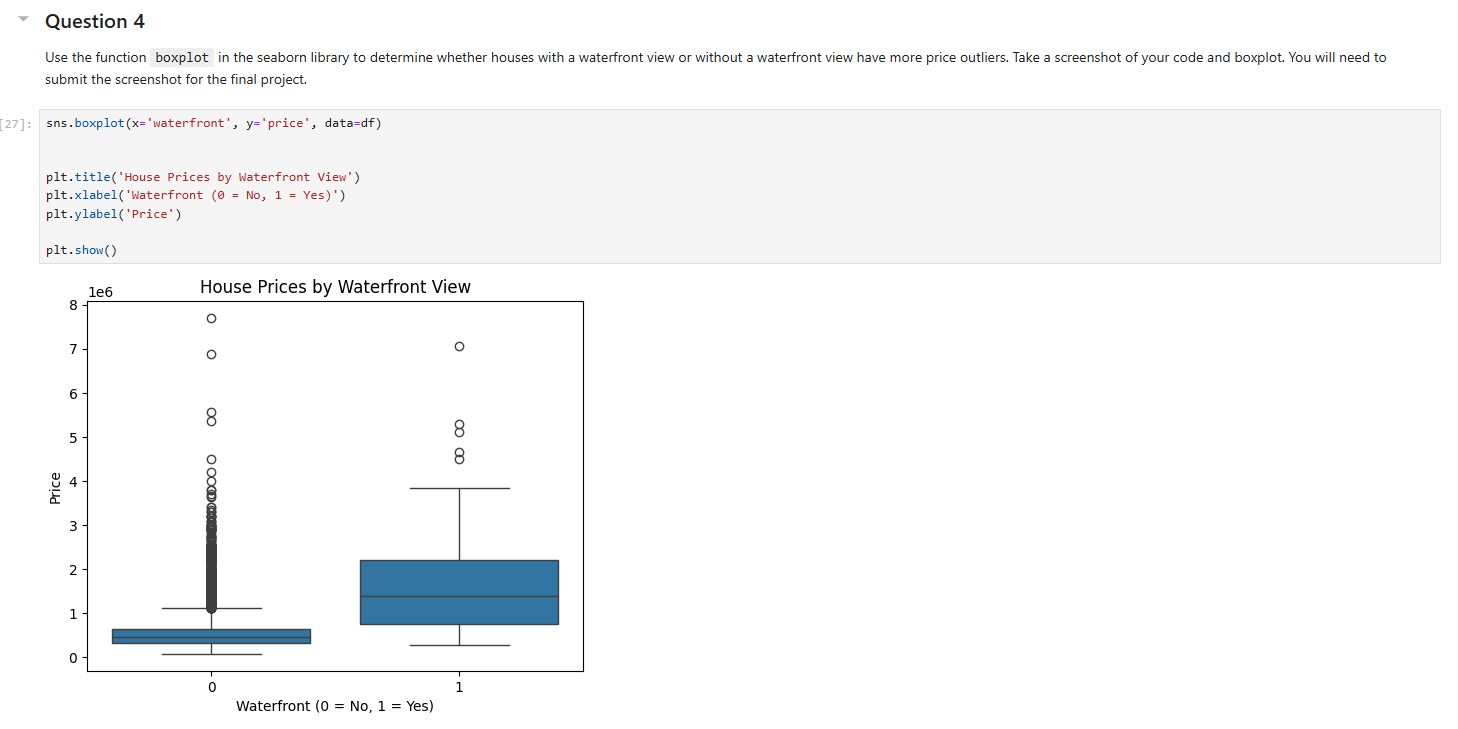 Question 4
Use the function boxplot in the seaborn library to determine whether houses with a waterfront view or without a waterfront view have more price outliers. Take a screenshot of your code and boxplot. You will need to
submit the screenshot for the final project.
[27]:
sns.boxplot(x='waterfront', y='price', data=df)
plt.title('House Prices by Waterfront View')
plt.xlabel('Waterfront (0 = No, 1 = Yes)')
plt.ylabel('Price')
plt.show()
House Prices by Waterfront View
1e6
8
7
6
5
4
3
2
1
0
Price
0 1
Waterfront (0 = No, 1 = Yes)